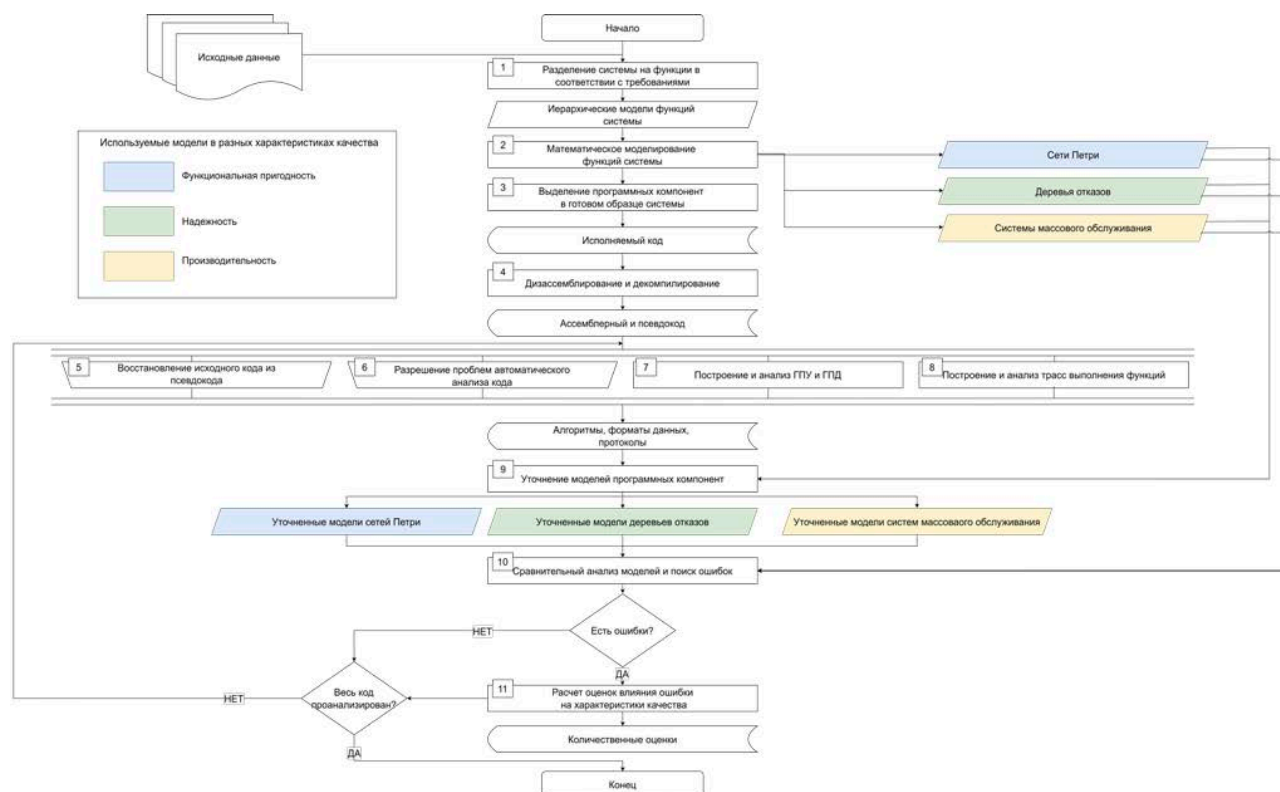 Начало
Исходные данные
1
Разделение системы на функции в
соответствии с требованиями
Иерархические модели функций
системы
Используемые модели в разных характеристиках качества
Функциональная пригодность
Надежность
Производительность
2
Математическое моделирование
функций системы
Сети Петри
Деревья отказов
Системы массового обслуживания
3
Выделение программных компонент
в готовом образце системы
Исполняемый код
4
Дизассемблирование и декомпилирование
Ассемблерный и псевдокод
5
Восстановление исходного кода из
псевдокода
6
Разрешение проблем автоматического
анализа кода
7
Построение и анализ ГПУ и ГПД
8
Построение и анализ трасс выполнения функций
Алгоритмы, форматы данных,
протоколы
9
Уточнение моделей программных компонент
Уточненные модели сетей Петри
Уточненные модели деревьев отказов
Уточненные модели систем массоваого обслуживания
10
Сравнительный анализ моделей и поиск ошибок
Есть ошибки?
НЕТ
ДА
11
Расчет оценок влияния ошибки
на характеристики качества
Весь код
проанализирован?
НЕТ
Количественные оценки
ДА
Конец